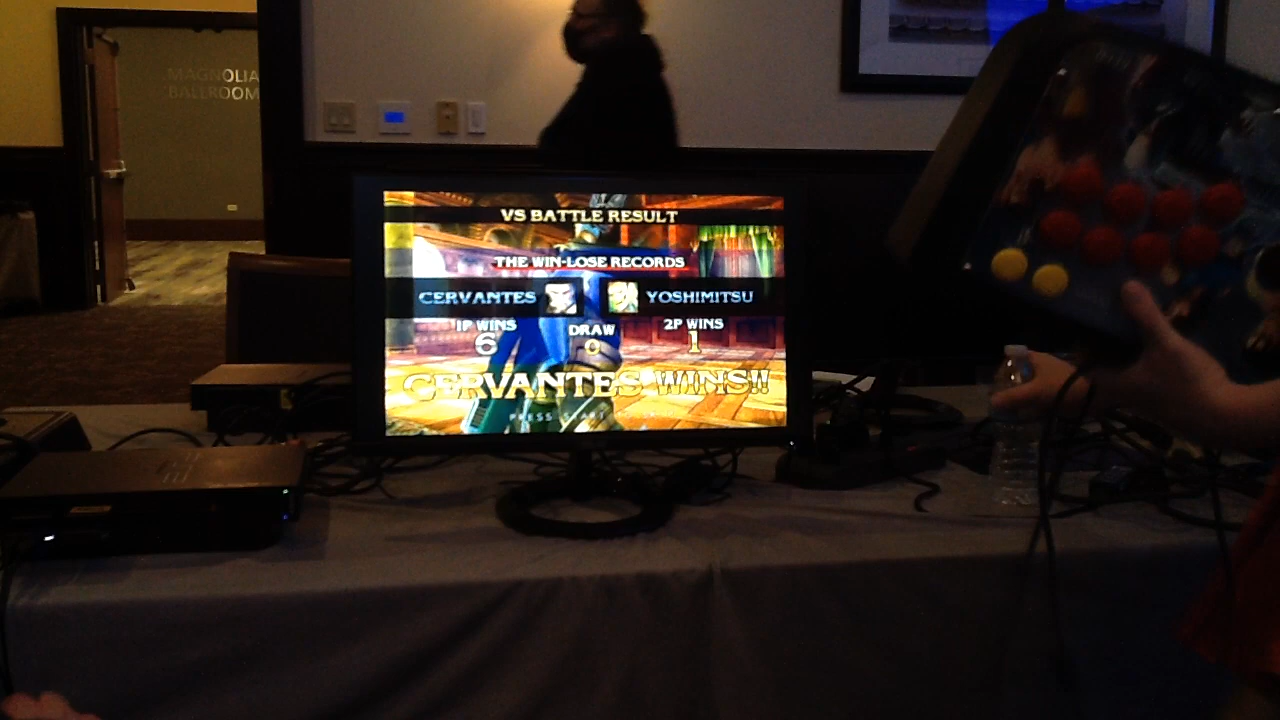 MAGNOLIA
BALLROOM
VS BATTLE RESULT
THE WIN-LOSE RECORDS
CERVANTES
YOSHIMITSU
1P WINS
DRAW
2P WINS
6
0
1
CERVANTES WINS!!
PRESS START